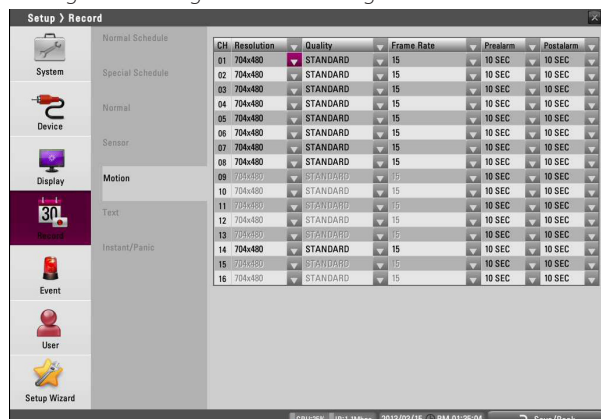 Setup > Record
System
Device
Display
30
Record
Event
User
Setup Wizard
Normal Schedule
Special Schedule
Normal
Sensor
Motion
Text
Instant/Panic
CH Resolution Quality Frame Rate Prealarm Postalarm
01 704x480 STANDARD 15 10 SEC 10 SEC
02 704x480 STANDARD 15 10 SEC 10 SEC
03 704x480 STANDARD 15 10 SEC 10 SEC
04 704x480 STANDARD 15 10 SEC 10 SEC
05 704x480 STANDARD 15 10 SEC 10 SEC
06 704x480 STANDARD 15 10 SEC 10 SEC
07 704x480 STANDARD 15 10 SEC 10 SEC
08 704x480 STANDARD 15 10 SEC 10 SEC
09 704x480 STANDARD 15 10 SEC 10 SEC
10 704x480 STANDARD 15 10 SEC 10 SEC
11 704x480 STANDARD 15 10 SEC 10 SEC
12 704x480 STANDARD 15 10 SEC 10 SEC
13 704x480 STANDARD 15 10 SEC 10 SEC
14 704x480 STANDARD 15 10 SEC 10 SEC
15 704x480 STANDARD 15 10 SEC 10 SEC
16 704x480 STANDARD 15 10 SEC 10 SEC